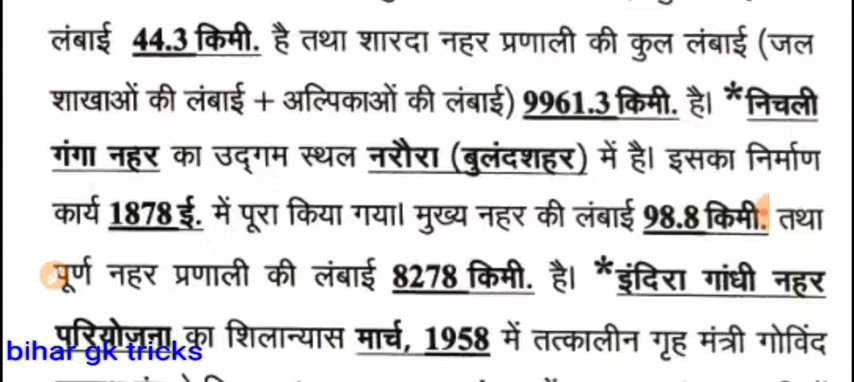 लंबाई 44.3 किमी. है तथा शारदा नहर प्रणाली की कुल लंबाई (जल
शाखाओं की लंबाई + अल्पिकाओं की लंबाई) 9961.3 किमी. है। *निचली
गंगा नहर का उद्गम स्थल नरौरा (बुलंदशहर) में है। इसका निर्माण
कार्य 1878 ई. में पूरा किया गया। मुख्य नहर की लंबाई 98.8 किमी. तथा
पूर्ण नहर प्रणाली की लंबाई 8278 किमी. है। *इंदिरा गांधी नहर
परियोजना का शिलान्यास मार्च, 1958 में तत्कालीन गृह मंत्री गोविंद
bihar gk tricks